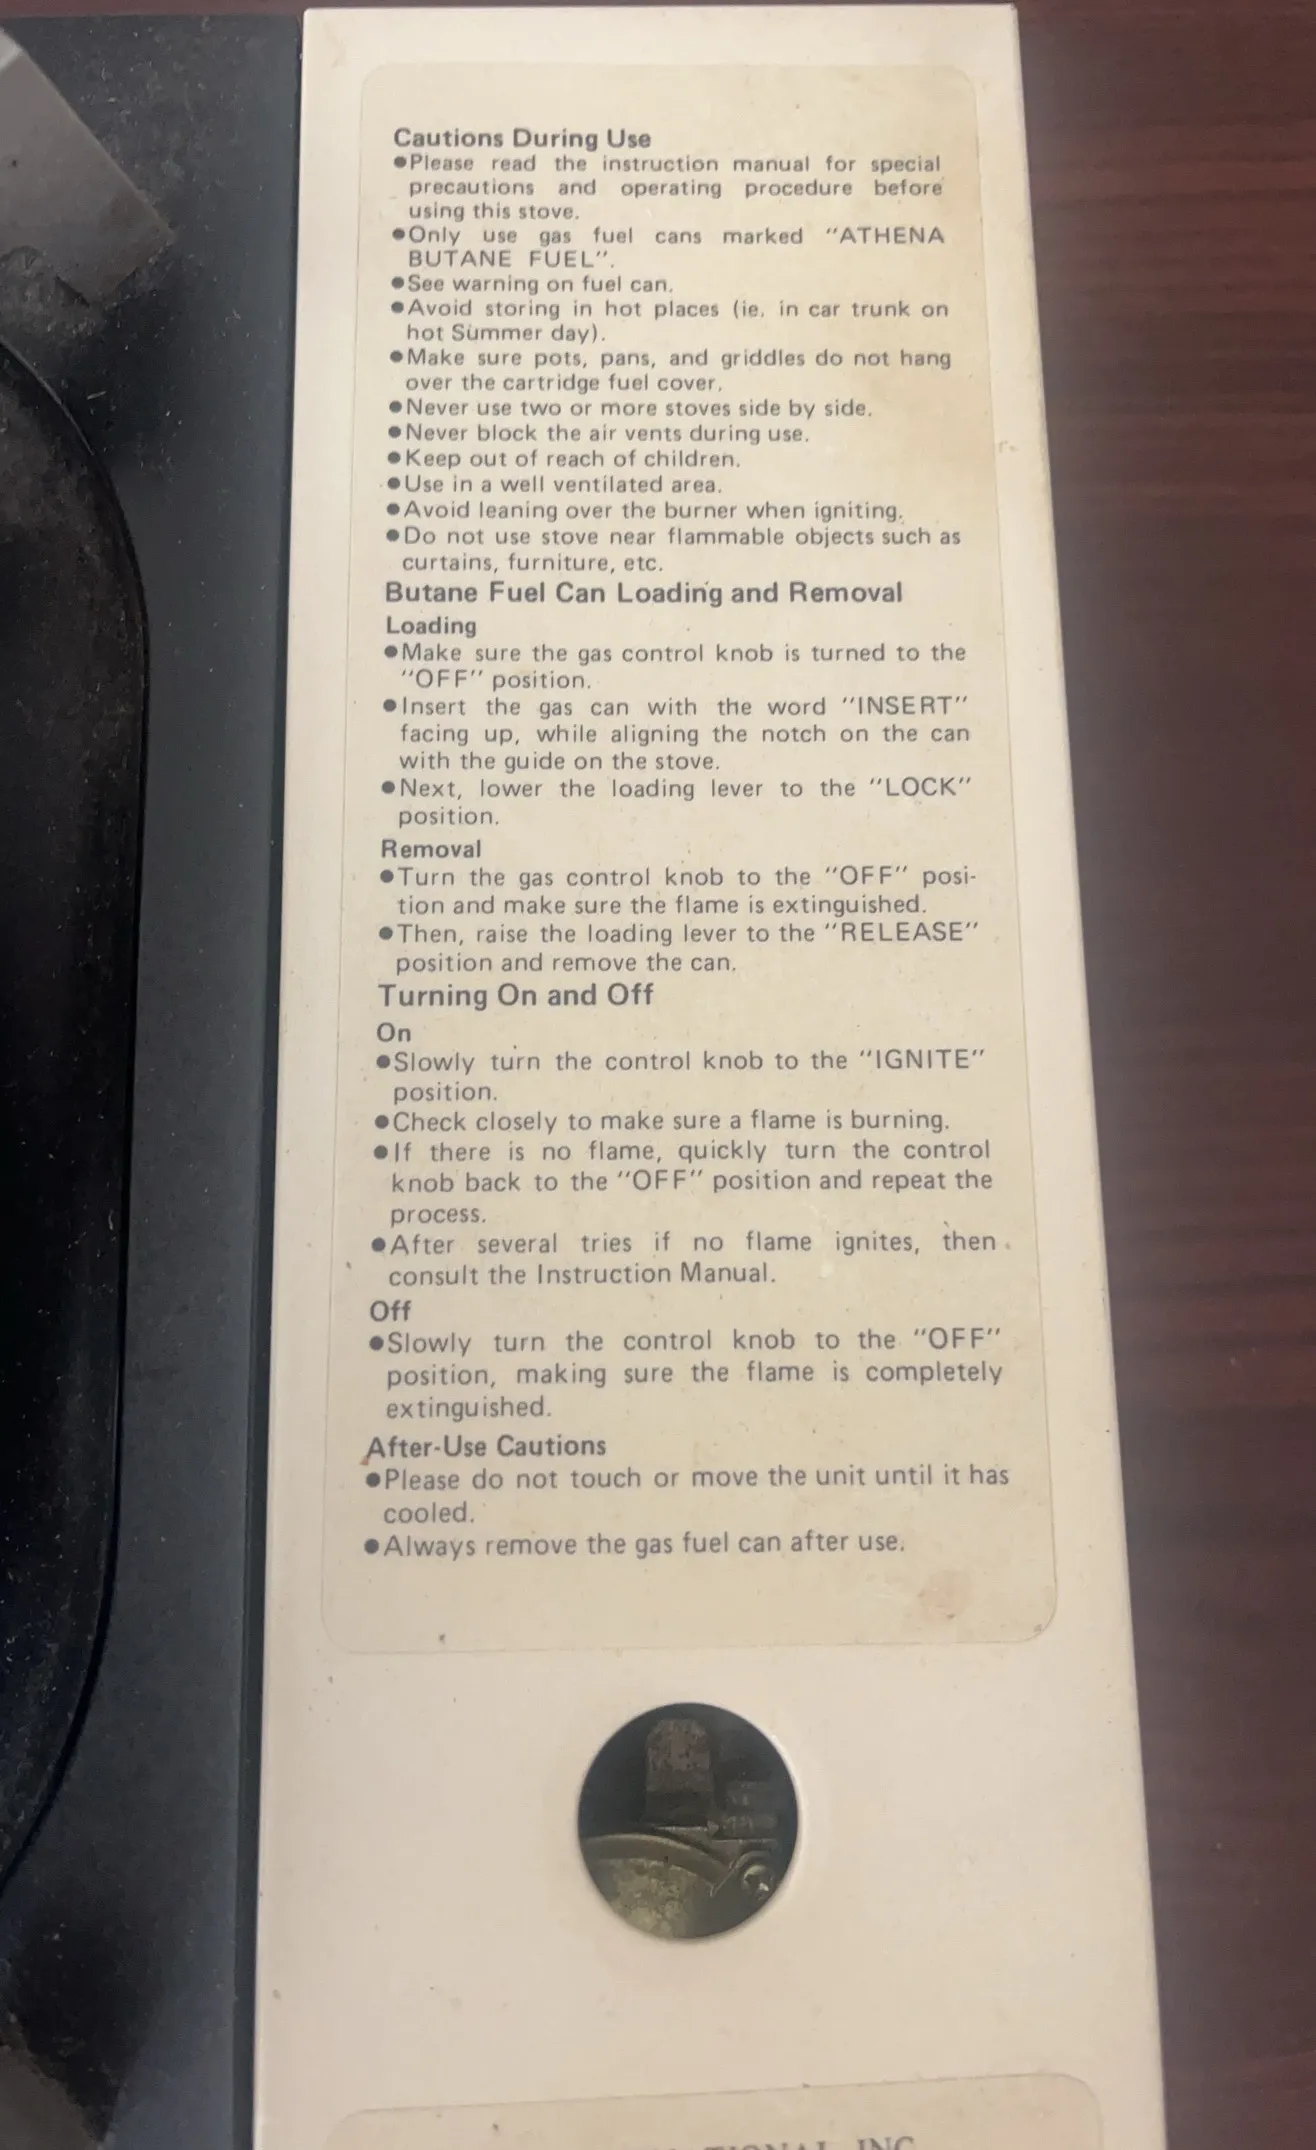 Cautions During Use
●Please read the instruction manual for special
precautions and operating procedure before
using this stove.
●Only use gas fuel cans marked "ATHENA
BUTANE FUEL".
●See warning on fuel can.
●Avoid storing in hot places (ie. in car trunk on
hot Summer day).
●Make sure pots, pans, and griddles do not hang
over the cartridge fuel cover.
●Never use two or more stoves side by side.
●Never block the air vents during use.
●Keep out of reach of children.
●Use in a well ventilated area.
●Avoid leaning over the burner when igniting.
●Do not use stove near flammable objects such as
curtains, furniture, etc.
Butane Fuel Can Loading and Removal
Loading
●Make sure the gas control knob is turned to the
"OFF" position.
●Insert the gas can with the word "INSERT"
facing up, while aligning the notch on the can
with the guide on the stove.
●Next, lower the loading lever to the "LOCK"
position.
Removal
●Turn the gas control knob to the "OFF" posi-
tion and make sure the flame is extinguished.
●Then, raise the loading lever to the "RELEASE"
position and remove the can.
Turning On and Off
On
●Slowly turn the control knob to the "IGNITE"
position.
●Check closely to make sure a flame is burning.
●If there is no flame, quickly turn the control
knob back to the "OFF" position and repeat the
process.
●After several tries if no flame ignites, then
consult the Instruction Manual.
Off
●Slowly turn the control knob to the "OFF"
position, making sure the flame is completely
extinguished.
After-Use Cautions
●Please do not touch or move the unit until it has
cooled.
●Always remove the gas fuel can after use.
INC